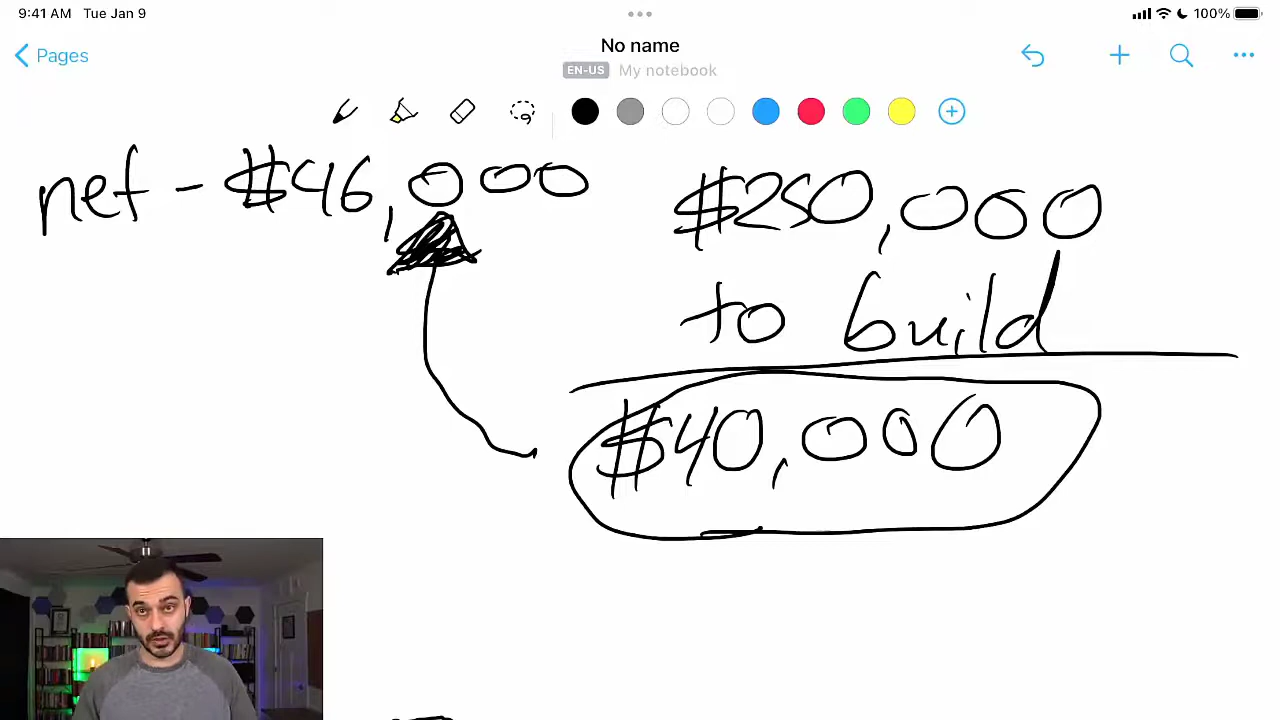 9:41 AM Tue Jan 9
100%
Pages
No name
EN-US My notebook
net - $46,000
$250,000
to build
$40,000